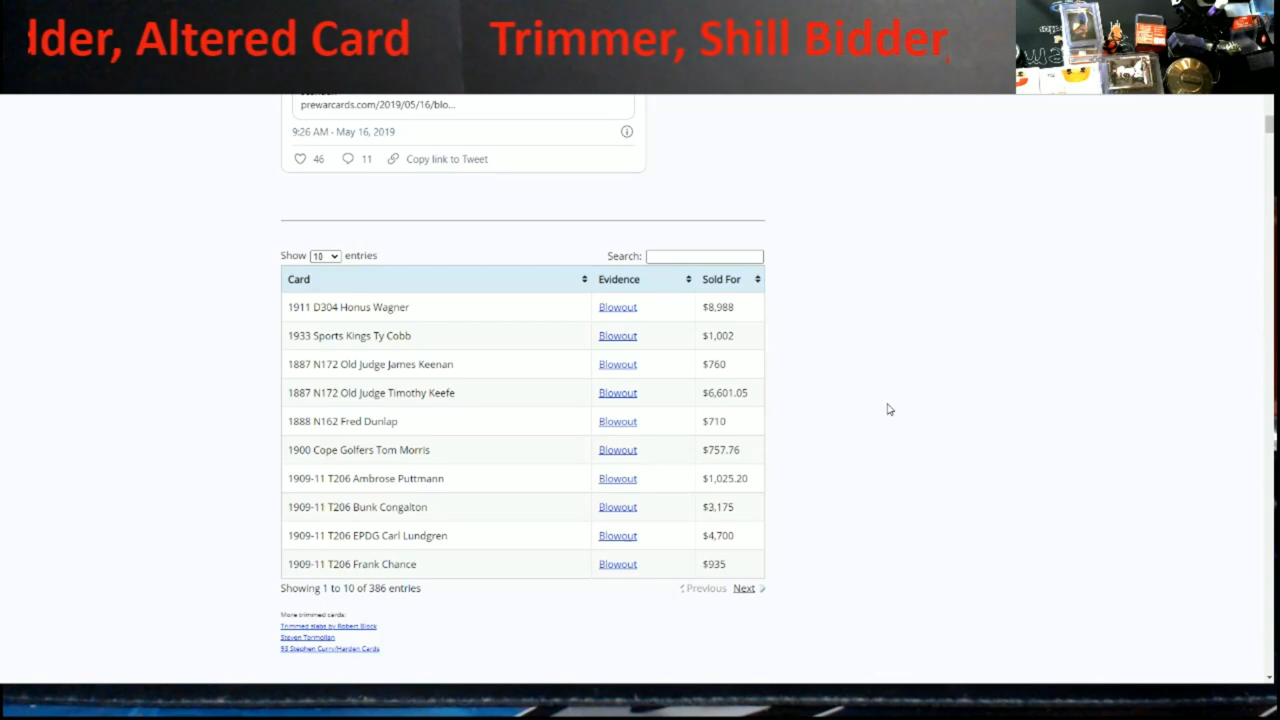 lder, Altered Card Trimmer, Shill Bidder,
prewarcards.com/2019/05/16/blo...
9:26 AM - May 16, 2019
46 11 Copy link to Tweet
Show 10 entries Search:
Card Evidence Sold For
1911 D304 Honus Wagner Blowout $8,988
1933 Sports Kings Ty Cobb Blowout $1,002
1887 N172 Old Judge James Keenan Blowout $760
1887 N172 Old Judge Timothy Keefe Blowout $6,601.05
1888 N162 Fred Dunlap Blowout $710
1900 Cope Golfers Tom Morris Blowout $757.76
1909-11 T206 Ambrose Puttmann Blowout $1,025.20
1909-11 T206 Bunk Congalton Blowout $3,175
1909-11 T206 EPDG Carl Lundgren Blowout $4,700
1909-11 T206 Frank Chance Blowout $935
Showing 1 to 10 of 386 entries Previous Next
More trimmed cards:
Trimmed slabs by Robert Block
Steven Tormollan
93 Stephen Curry/Harden Cards